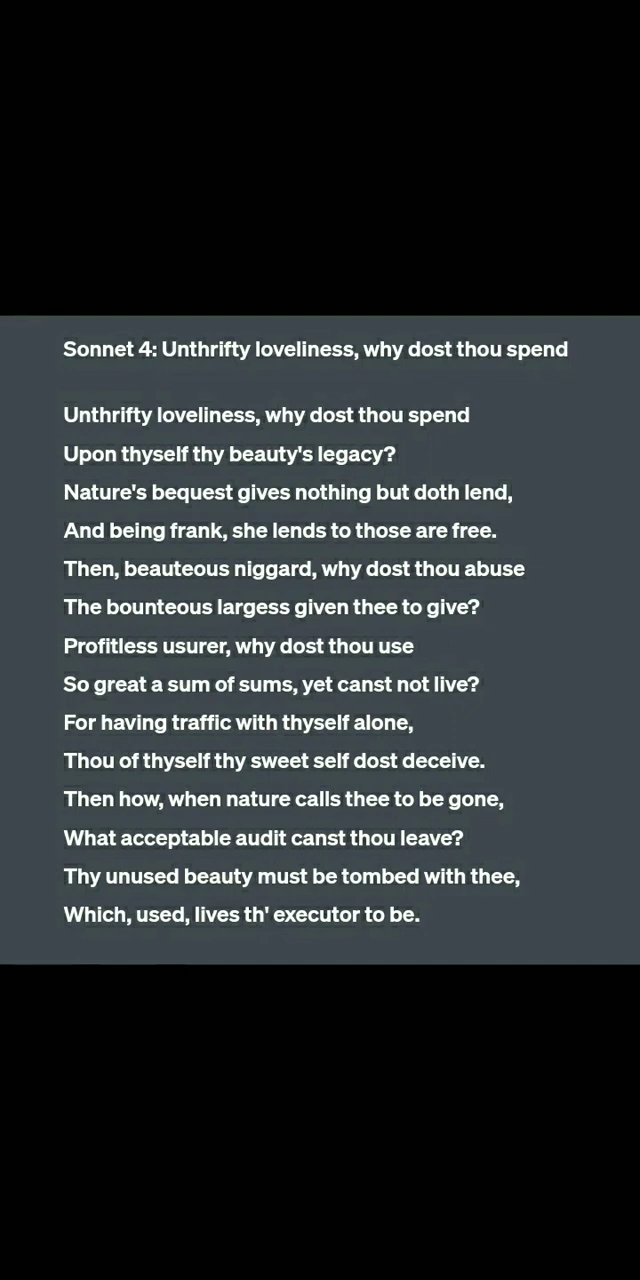 Sonnet 4: Unthrifty loveliness, why dost thou spend
Unthrifty loveliness, why dost thou spend
Upon thyself thy beauty's legacy?
Nature's bequest gives nothing but doth lend,
And being frank, she lends to those are free.
Then, beauteous niggard, why dost thou abuse
The bounteous largess given thee to give?
Profitless usurer, why dost thou use
So great a sum of sums, yet canst not live?
For having traffic with thyself alone,
Thou of thyself thy sweet self dost deceive.
Then how, when nature calls thee to be gone,
What acceptable audit canst thou leave?
Thy unused beauty must be tombed with thee,
Which, used, lives th' executor to be.